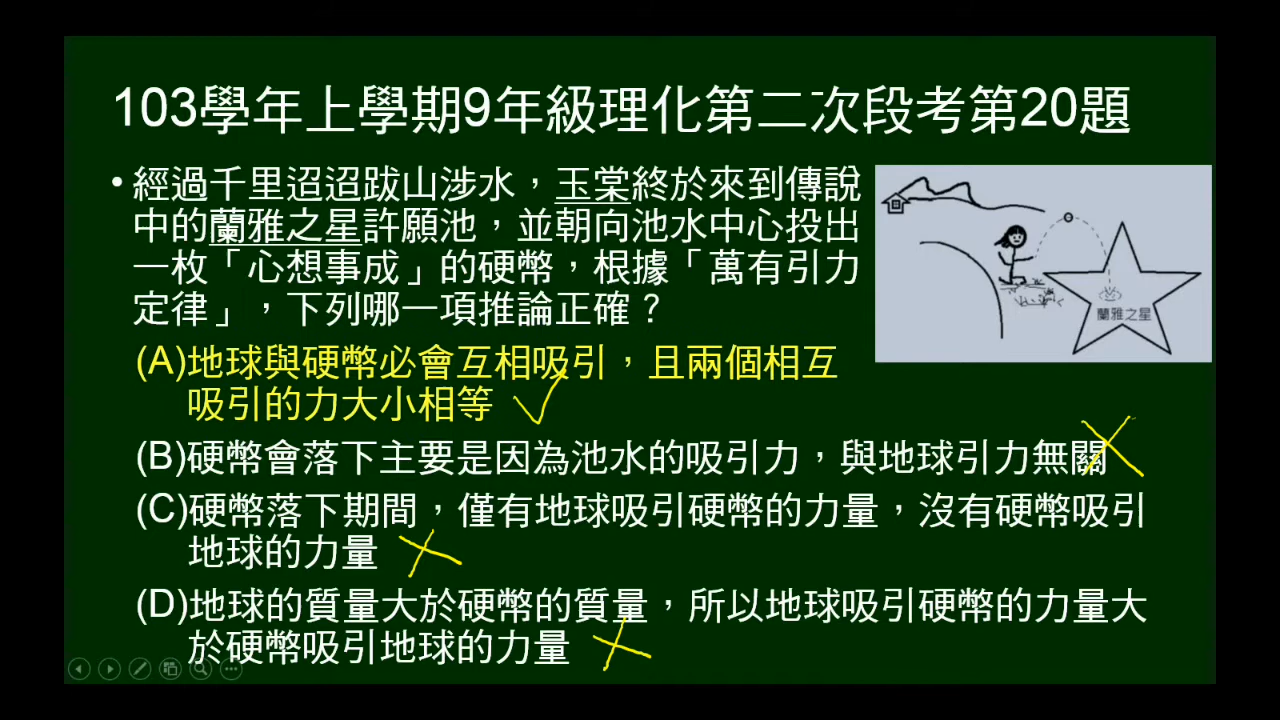 103學年上學期9年級理化第二次段考第20題
•經過千里迢迢跋山涉水，玉棠終於來到傳說
中的蘭雅之星許願池，並朝向池水中心投出
一枚「心想事成」的硬幣，根據「萬有引力
定律」，下列哪一項推論正確？
蘭雅之星
(A)地球與硬幣必會互相吸引，且兩個相互
吸引的力大小相等
(B)硬幣會落下主要是因為池水的吸引力，與地球引力無關
(C)硬幣落下期間，僅有地球吸引硬幣的力量，沒有硬幣吸引
地球的力量
(D)地球的質量大於硬幣的質量，所以地球吸引硬幣的力量大
於硬幣吸引地球的力量